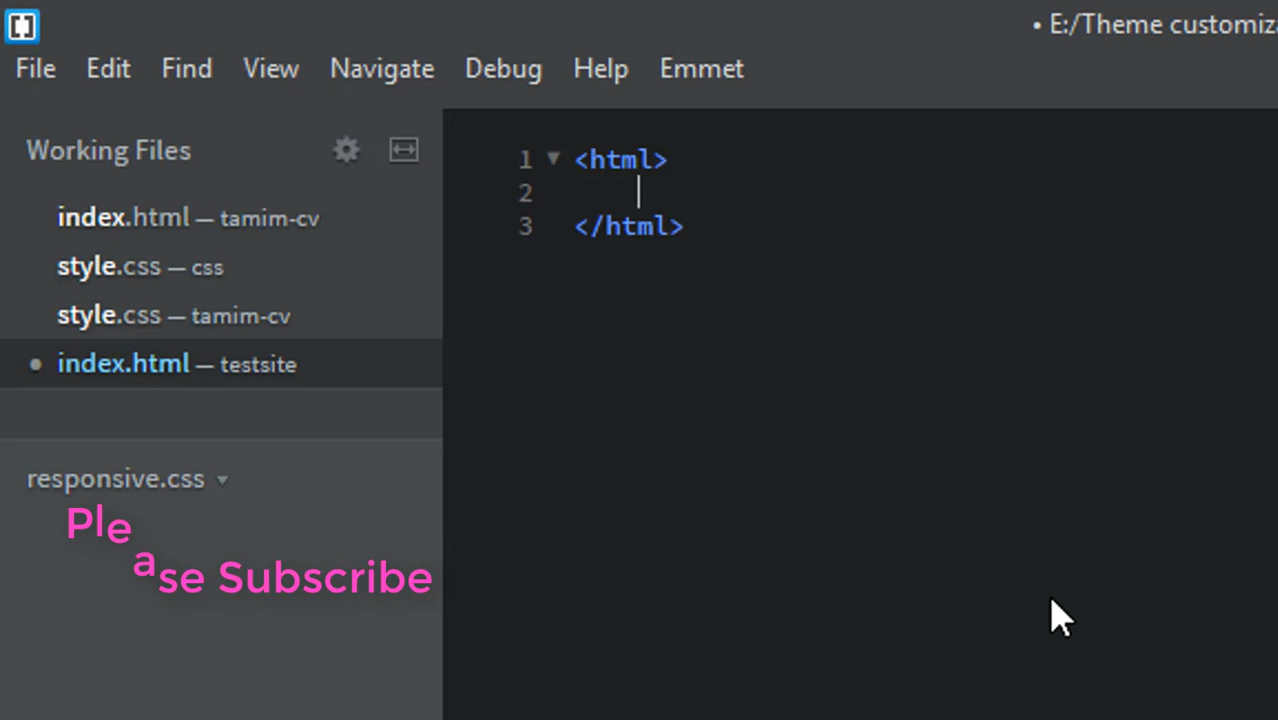 • E:/Theme customiz
File Edit Find View Navigate Debug Help Emmet
Working Files
index.html — tamim-cv
style.css — css
style.css — tamim-cv
index.html — testsite
responsive.css
Please Subscribe
1 <html>
2
3 </html>